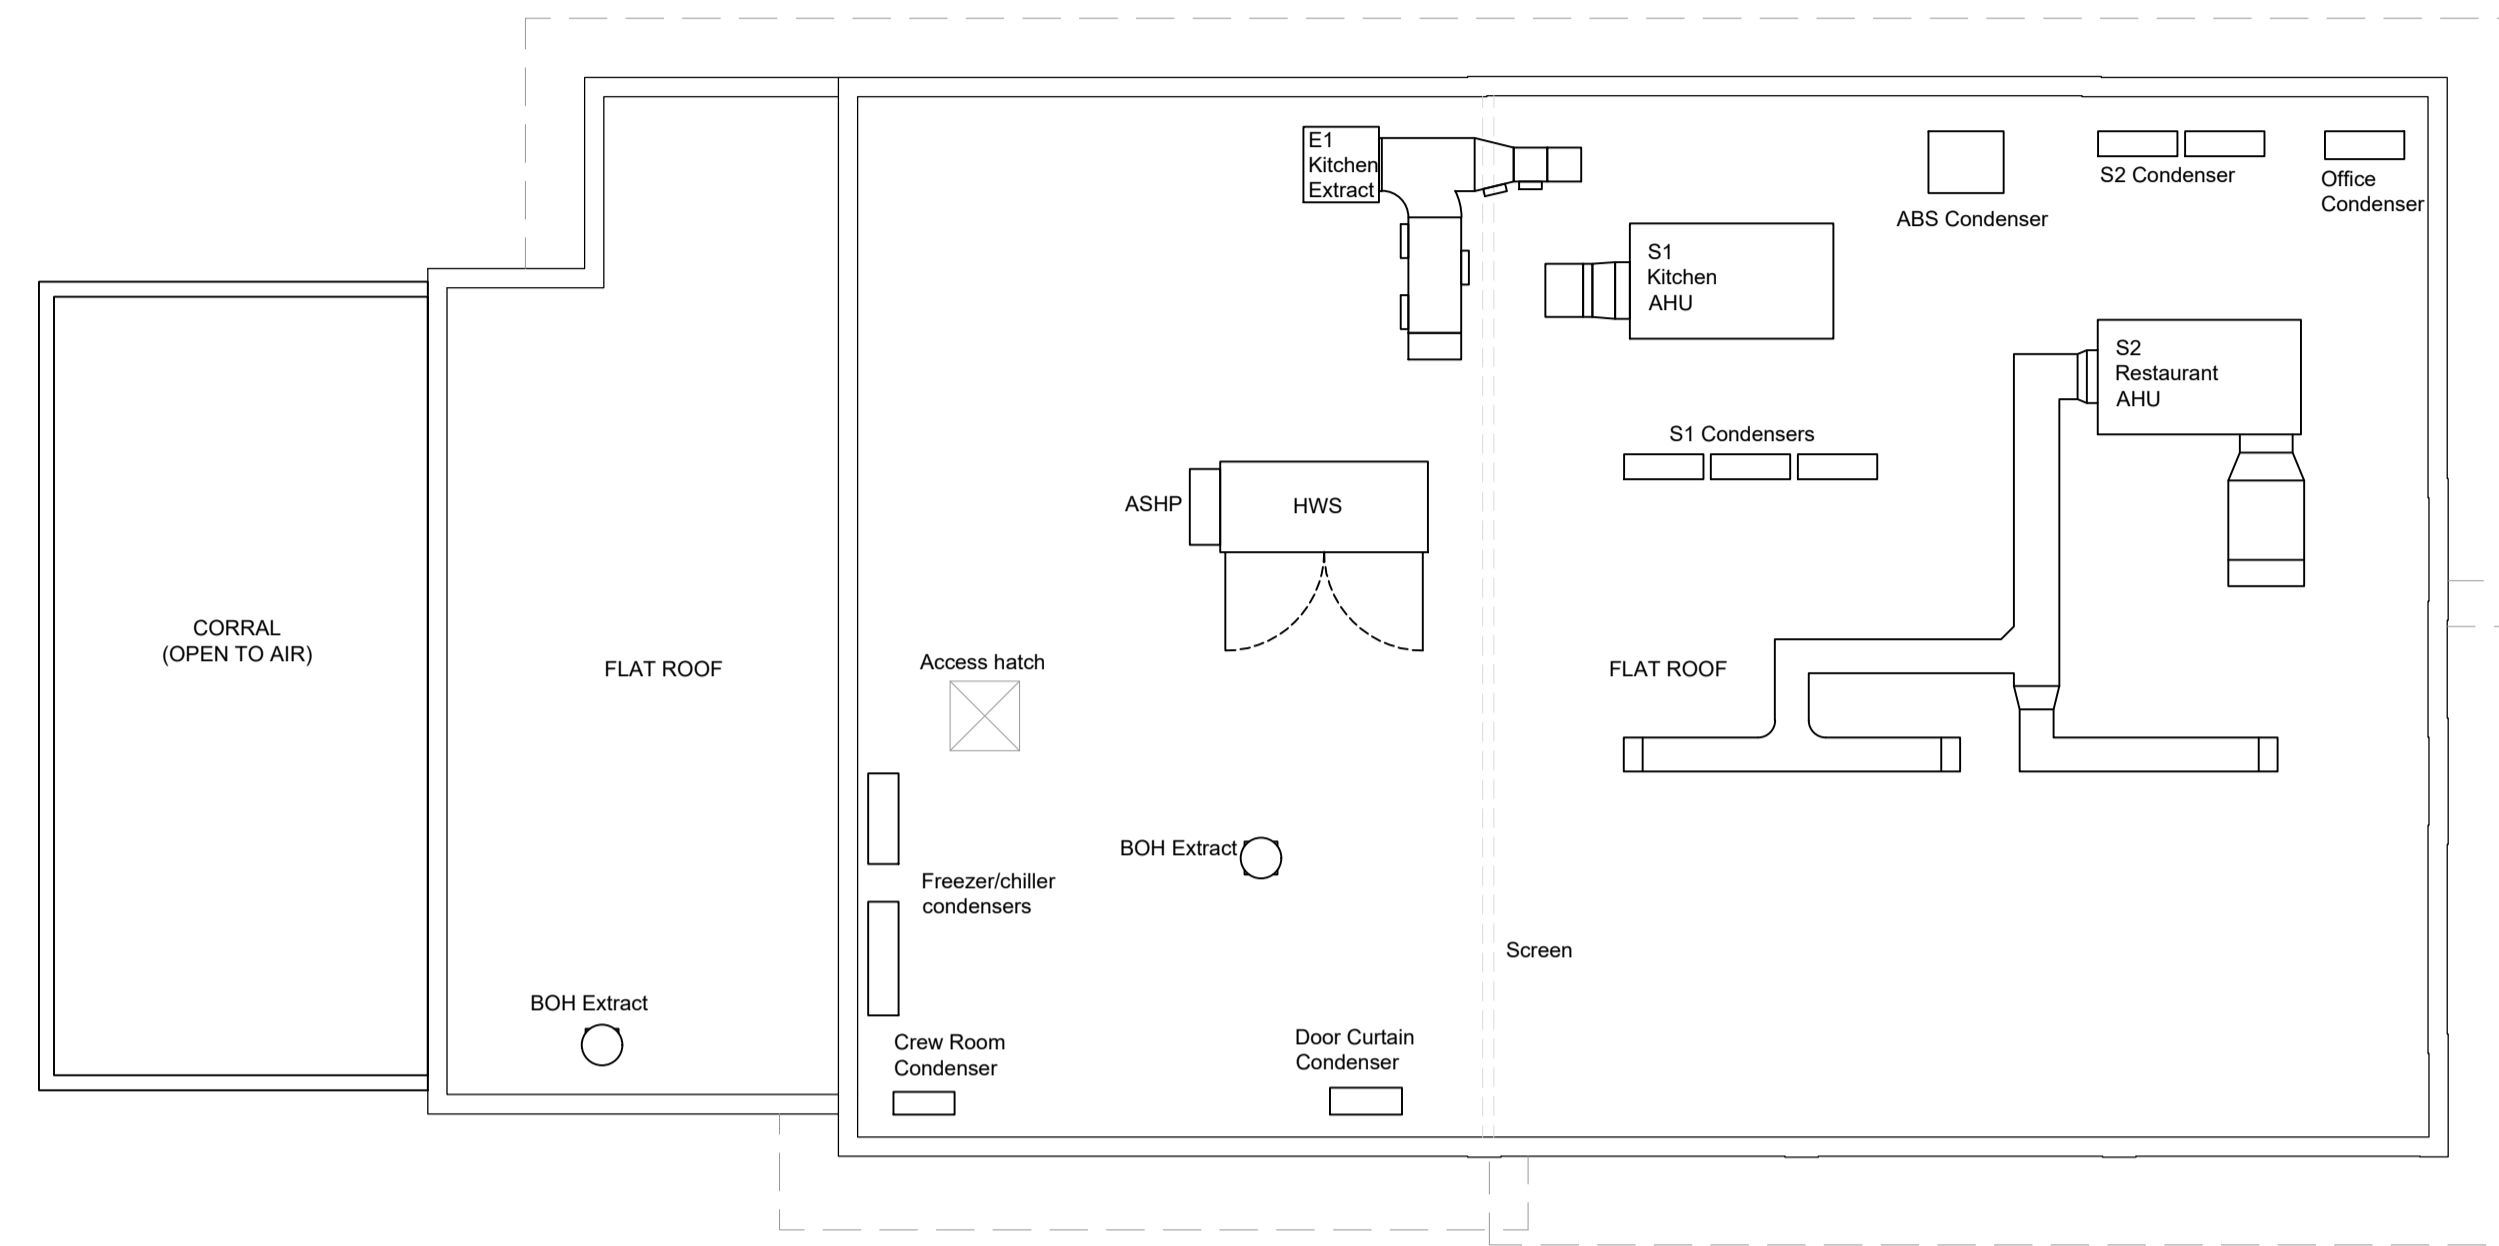 E1
Kitchen
Extract
S2 Condenser
Office
Condenser
ABS Condenser
S1
Kitchen
AHU
S2
Restaurant
AHU
S1 Condensers
ASHP
HWS
CORRAL
(OPEN TO AIR)
FLAT ROOF
Access hatch
FLAT ROOF
BOH Extract
Freezer/chiller
condensers
Screen
BOH Extract
Crew Room
Condenser
Door Curtain
Condenser